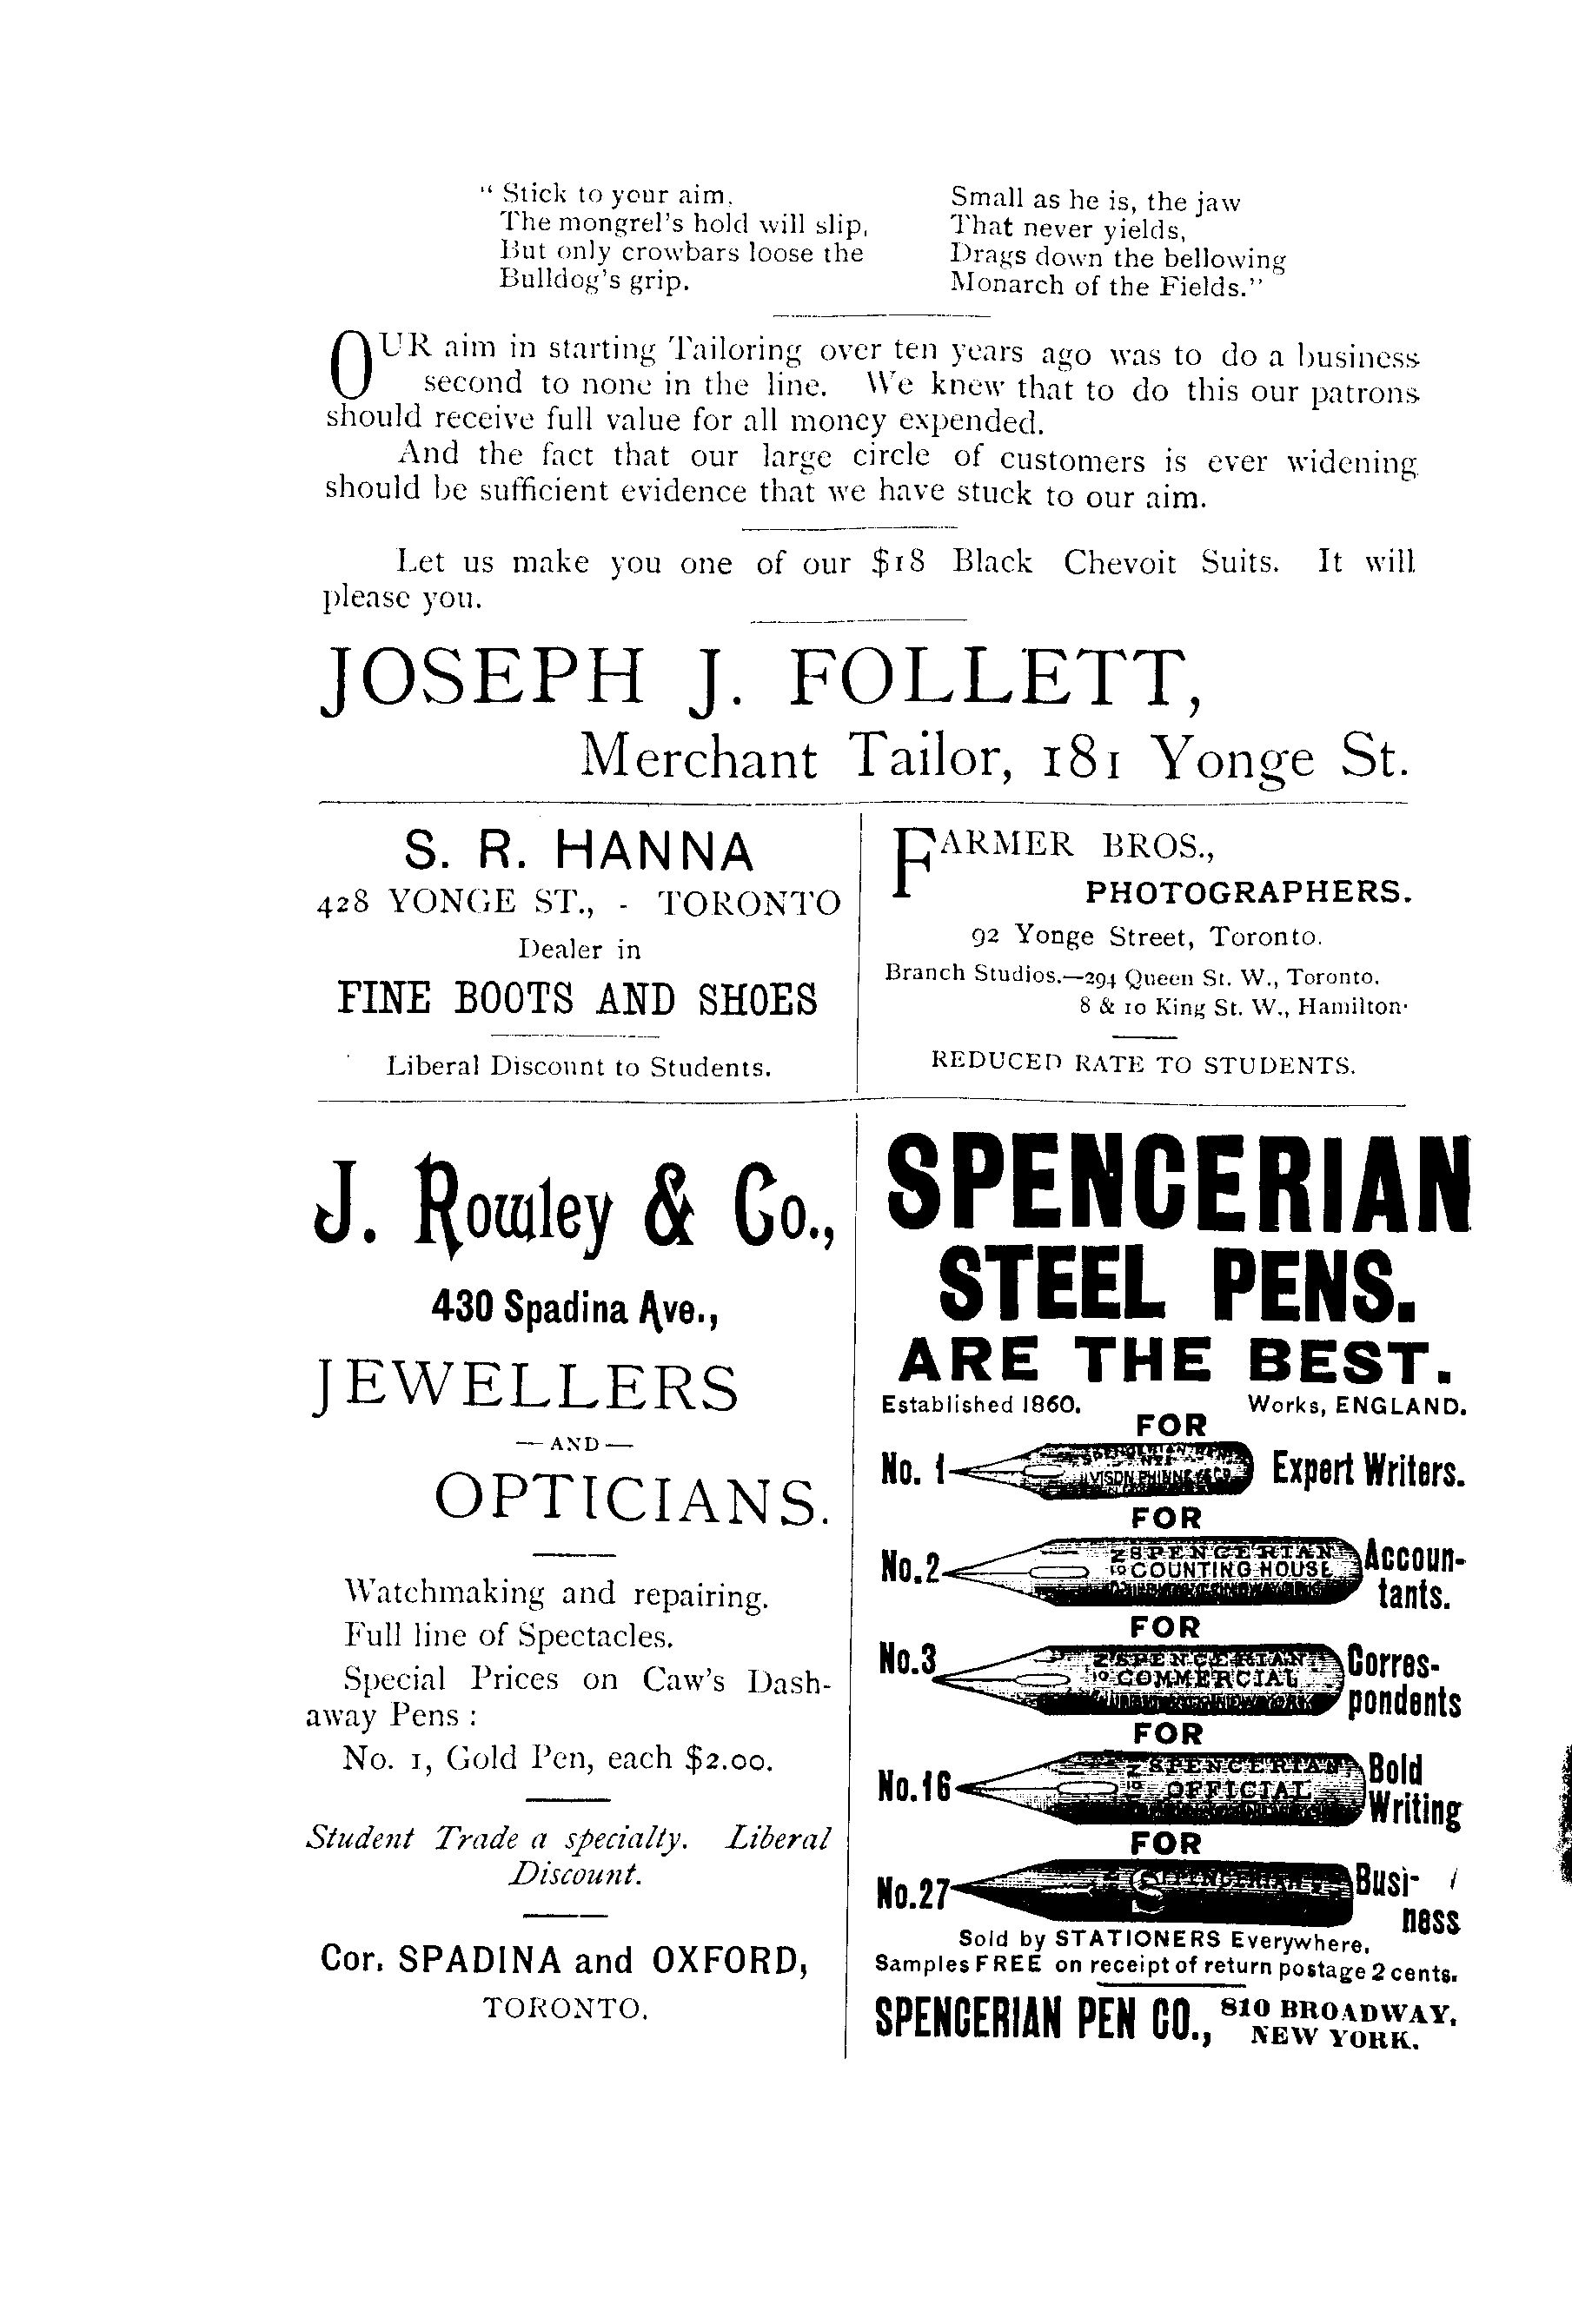 " Stick to your aim,
The mongrel's hold will slip,
But only crowbars loose the
Bulldog's grip.
Small as he is, the jaw
That never yields,
Drags down the bellowing
Monarch of the Fields."
OUR aim in starting Tailoring over ten years ago was to do a business
second to none in the line. We knew that to do this our patrons
should receive full value for all money expended.
And the fact that our large circle of customers is ever widening
should be sufficient evidence that we have stuck to our aim.
Let us make you one of our $18 Black Chevoit Suits. It will
please you.
JOSEPH J. FOLLETT,
Merchant Tailor, 181 Yonge St.
S. R. HANNA
428 YONGE ST., - TORONTO
Dealer in
FINE BOOTS AND SHOES
Liberal Discount to Students.
FARMER BROS.,
PHOTOGRAPHERS.
92 Yonge Street, Toronto.
Branch Studios.—294 Queen St. W., Toronto.
8 & 10 King St. W., Hamilton.
REDUCED RATE TO STUDENTS.
J. Rowley & Co.,
430 Spadina Ave.,
JEWELLERS
—AND—
OPTICIANS.
Watchmaking and repairing.
Full line of Spectacles.
Special Prices on Caw's Dash-
away Pens :
No. 1, Gold Pen, each $2.00.
Student Trade a specialty. Liberal
Discount.
Cor. SPADINA and OXFORD,
TORONTO.
SPENCERIAN
STEEL PENS.
ARE THE BEST.
Established 1860. Works, ENGLAND.
FOR
No. 1 Expert Writers.
FOR
No. 2 SPENCERIAN Accoun-
COUNTING HOUSE tants.
FOR
No. 3 SPENCERIAN Corres-
COMMERCIAL pondents
FOR
No. 16 SPENCERIAN Bold
OFFICIAL Writing
FOR
No. 27 Busi-
ness
Sold by STATIONERS Everywhere.
Samples FREE on receipt of return postage 2 cents.
SPENCERIAN PEN CO., 810 BROADWAY,
NEW YORK.